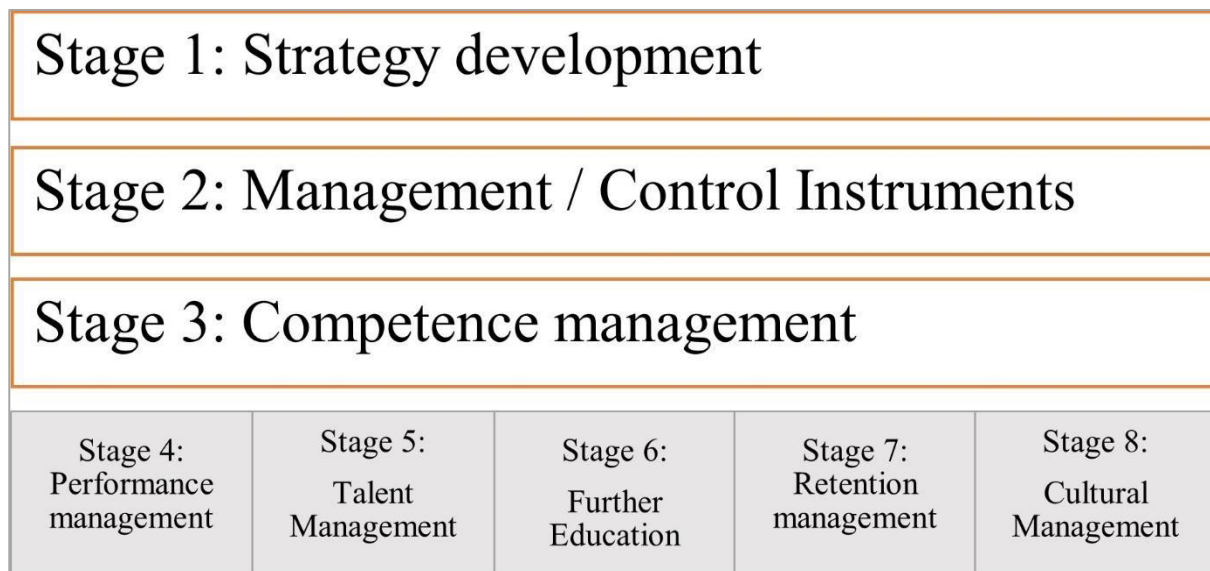 Stage 1: Strategy development
Stage 2: Management / Control Instruments
Stage 3: Competence management
Stage 4:
Performance
management
Stage 5:
Talent
Management
Stage 6:
Further
Education
Stage 7:
Retention
management
Stage 8:
Cultural
Management